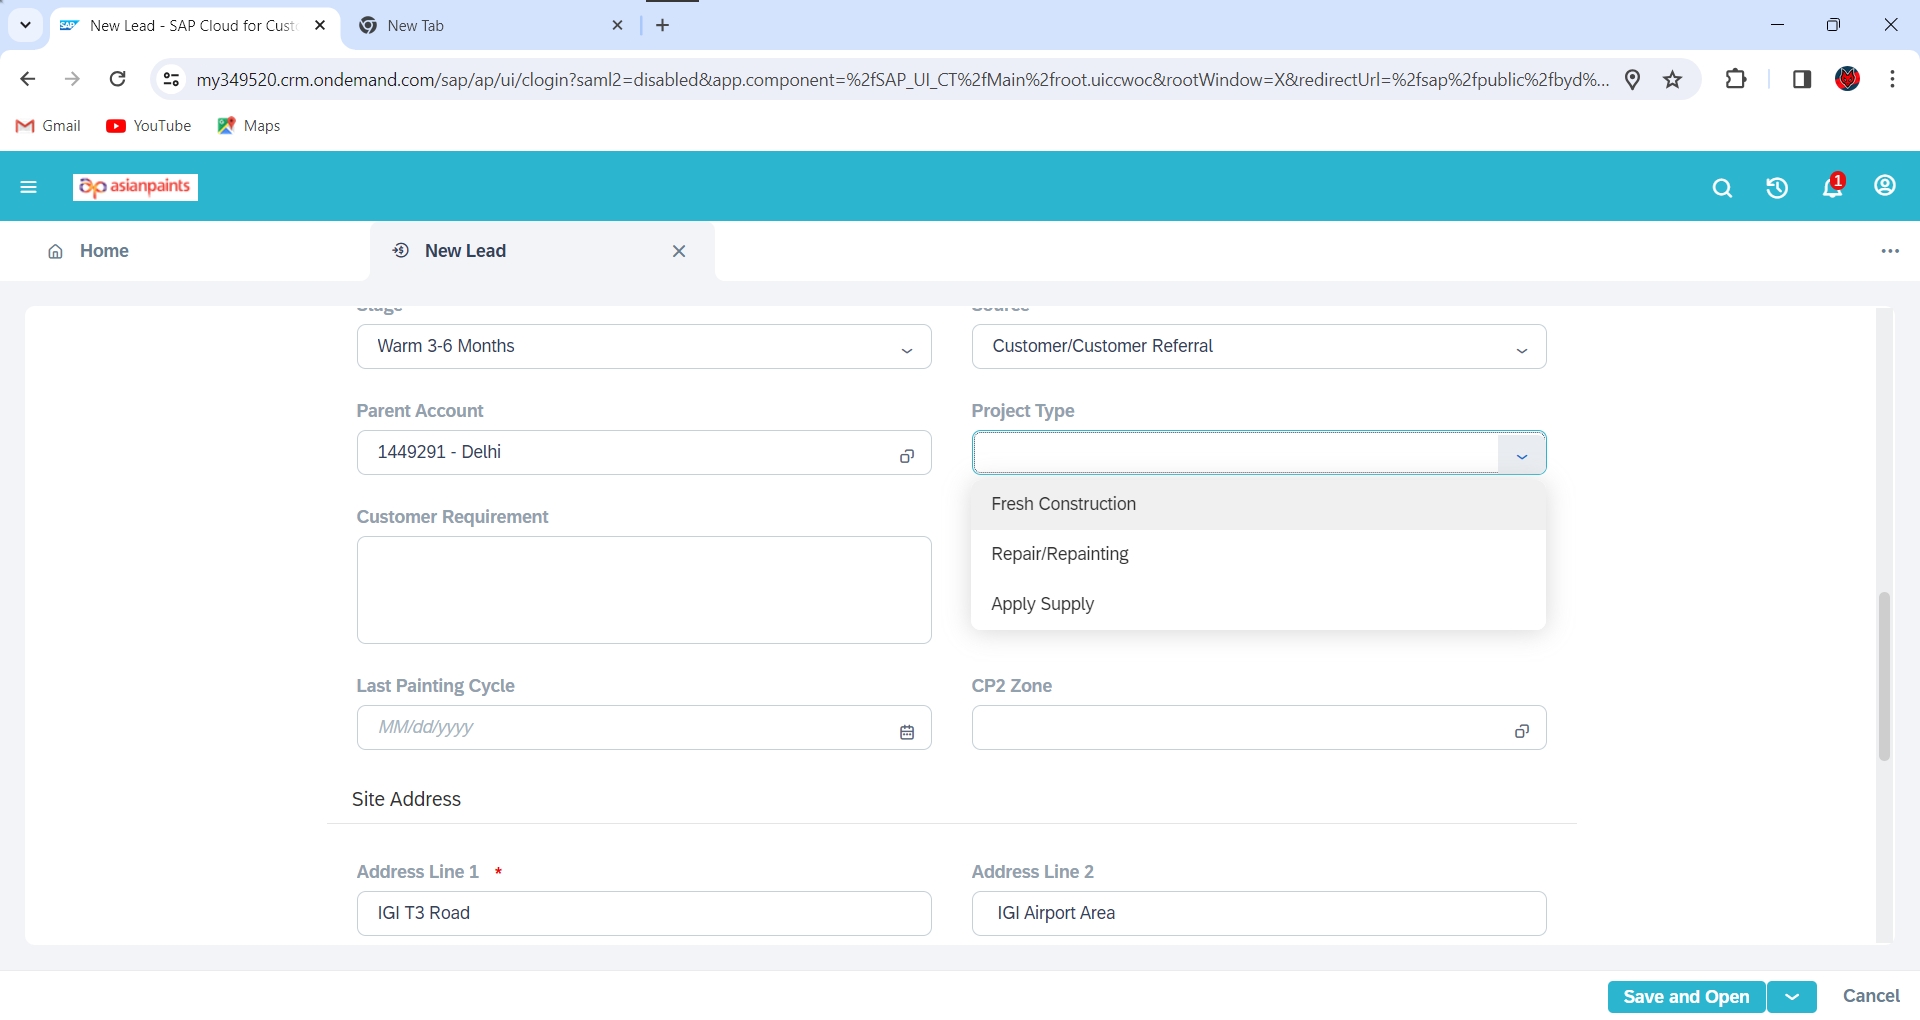 New Lead - SAP Cloud for Cust
New Tab
my349520.crm.ondemand.com/sap/ap/ui/clogin?saml2=disabled&app.component=%2fSAP_UI_CT%2fMain%2froot.uiccwoc&rootWindow=X&redirectUrl=%2fsap%2fpublic%2fbyd%...
Gmail YouTube Maps
asianpaints
1
Home New Lead
Stage Source
Warm 3-6 Months Customer/Customer Referral
Parent Account Project Type
1449291 - Delhi
Fresh Construction
Customer Requirement
Repair/Repainting
Apply Supply
Last Painting Cycle CP2 Zone
MM/dd/yyyy
Site Address
Address Line 1 * Address Line 2
IGI T3 Road IGI Airport Area
Save and Open Cancel